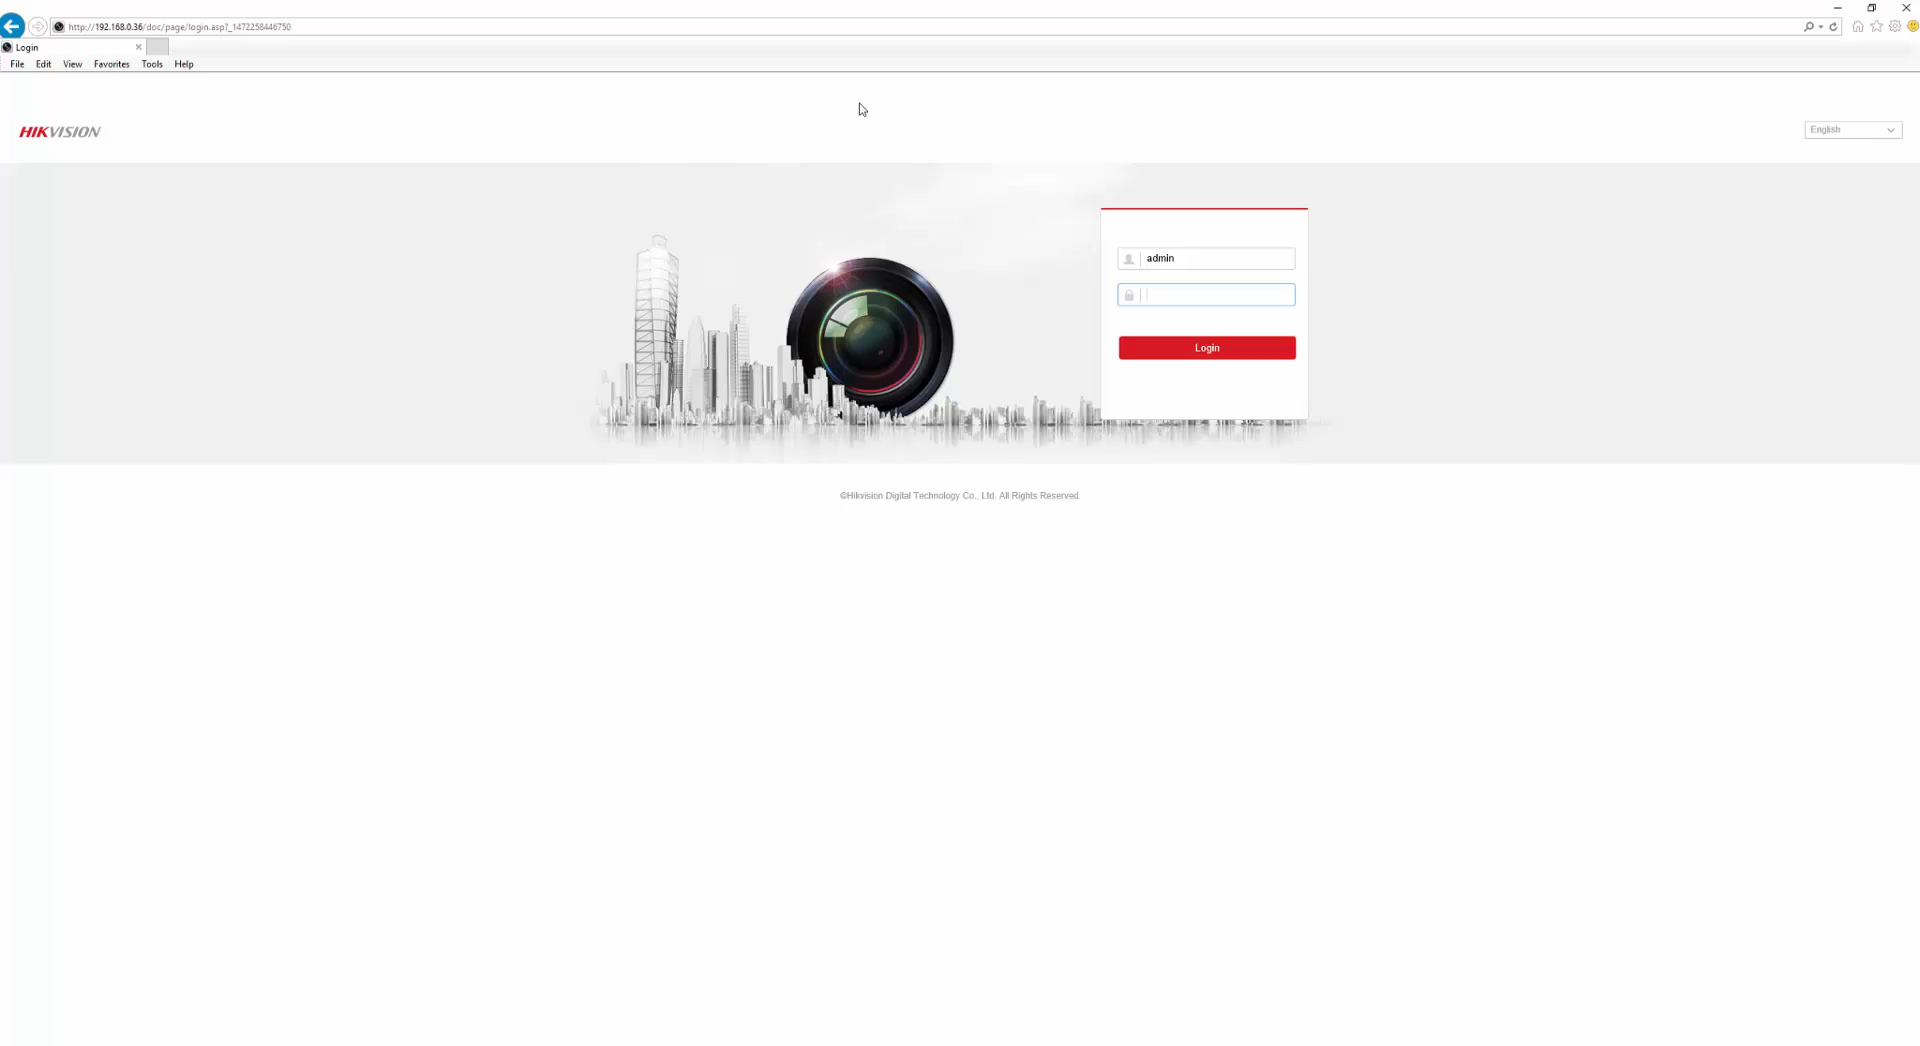 http://192.168.0.36/doc/page/login.asp?_1472258446750
Login
File Edit View Favorites Tools Help
HIKVISION
English
admin
Login
©Hikvision Digital Technology Co., Ltd. All Rights Reserved.